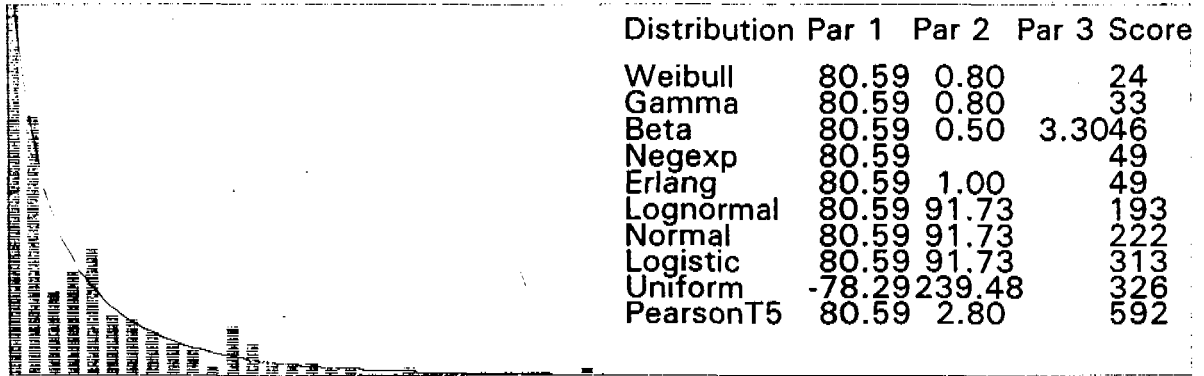 Distribution Par 1 Par 2 Par 3 Score
Weibull 80.59 0.80 24
Gamma 80.59 0.80 33
Beta 80.59 0.50 3.3046
Negexp 80.59 49
Erlang 80.59 1.00 49
Lognormal 80.59 91.73 193
Normal 80.59 91.73 222
Logistic 80.59 91.73 313
Uniform -78.29239.48 326
PearsonT5 80.59 2.80 592